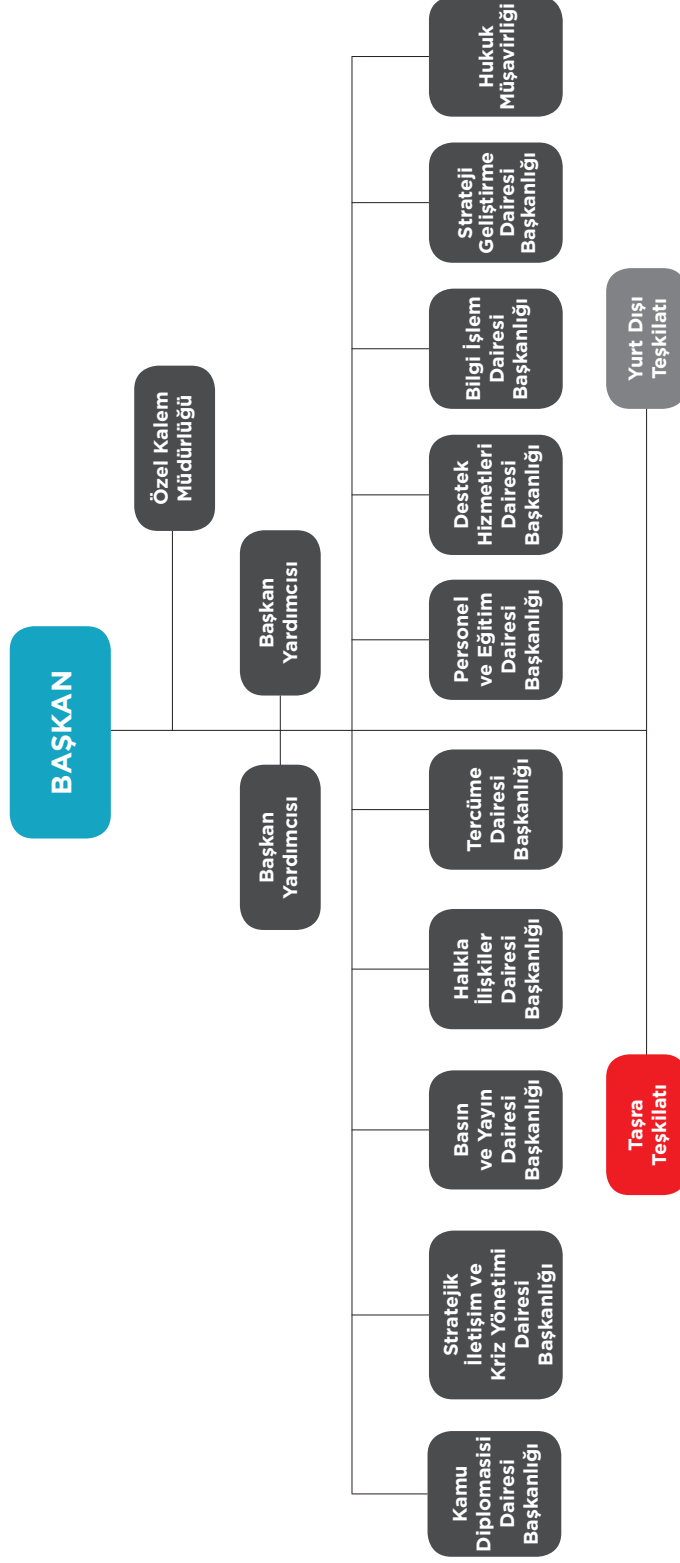 BAŞKAN
Özel Kalem
Müdürlüğü
Başkan
Yardımcısı
Başkan
Yardımcısı
Kamu
Diplomasisi
Dairesi
Başkanlığı
Stratejik
İletişim ve
Kriz Yönetimi
Dairesi
Başkanlığı
Basın
ve Yayın
Dairesi
Başkanlığı
Halkla
İlişkiler
Dairesi
Başkanlığı
Tercüme
Dairesi
Başkanlığı
Personel
ve Eğitim
Dairesi
Başkanlığı
Destek
Hizmetleri
Dairesi
Başkanlığı
Bilgi İşlem
Dairesi
Başkanlığı
Strateji
Geliştirme
Dairesi
Başkanlığı
Hukuk
Müşavirliği
Taşra
Teşkilatı
Yurt Dışı
Teşkilatı